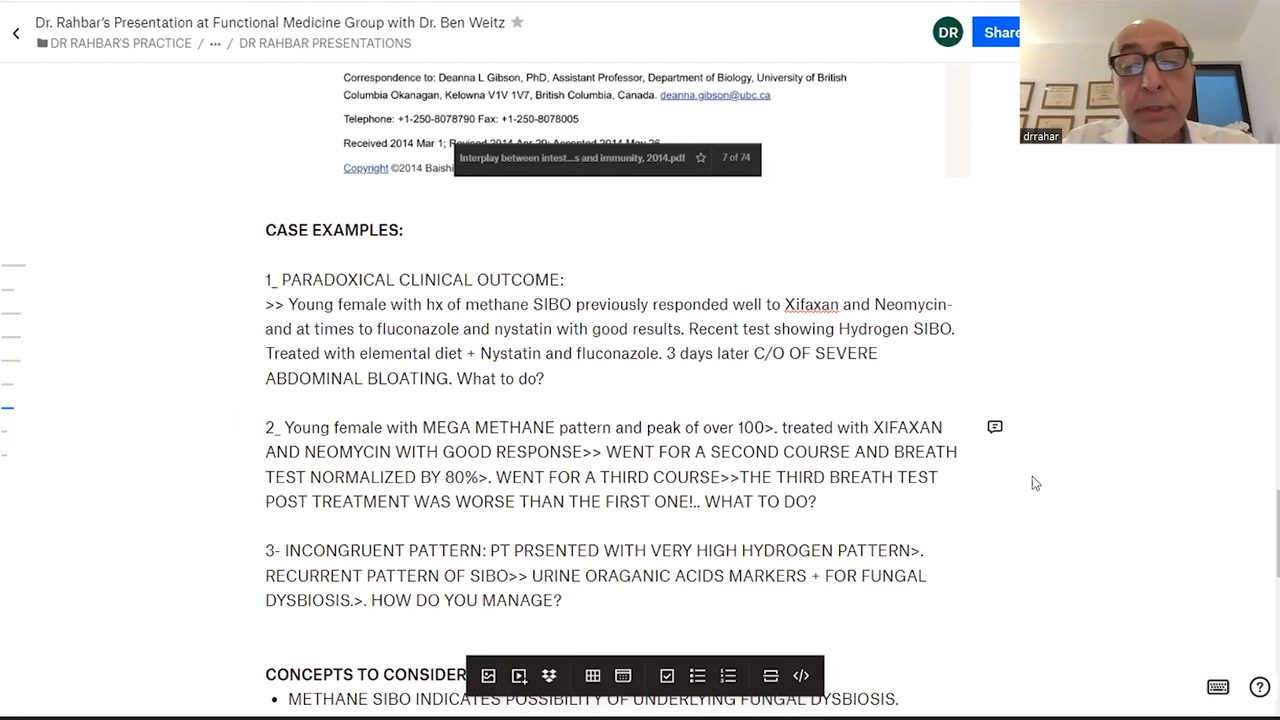 Dr. Rahbar's Presentation at Functional Medicine Group with Dr. Ben Weitz
DR RAHBAR'S PRACTICE / ··· / DR RAHBAR PRESENTATIONS
DR
Share
drrahar
Correspondence to: Deanna L Gibson, PhD, Assistant Professor, Department of Biology, University of British
Columbia Okanagan, Kelowna V1V 1V7, British Columbia, Canada. deanna.gibson@ubc.ca
Telephone: +1-250-8078790 Fax: +1-250-8078005
Received 2014 Mar 1; Revised 2014 Apr 29; Accepted 2014 May 26
Interplay between intest...s and immunity, 2014.pdf 7 of 74
Copyright ©2014 Baishi
CASE EXAMPLES:
1_ PARADOXICAL CLINICAL OUTCOME:
>> Young female with hx of methane SIBO previously responded well to Xifaxan and Neomycin-
and at times to fluconazole and nystatin with good results. Recent test showing Hydrogen SIBO.
Treated with elemental diet + Nystatin and fluconazole. 3 days later C/O OF SEVERE
ABDOMINAL BLOATING. What to do?
2_ Young female with MEGA METHANE pattern and peak of over 100>. treated with XIFAXAN
AND NEOMYCIN WITH GOOD RESPONSE>> WENT FOR A SECOND COURSE AND BREATH
TEST NORMALIZED BY 80%>. WENT FOR A THIRD COURSE>>THE THIRD BREATH TEST
POST TREATMENT WAS WORSE THAN THE FIRST ONE!.. WHAT TO DO?
3- INCONGRUENT PATTERN: PT PRSENTED WITH VERY HIGH HYDROGEN PATTERN>.
RECURRENT PATTERN OF SIBO>> URINE ORAGANIC ACIDS MARKERS + FOR FUNGAL
DYSBIOSIS.>. HOW DO YOU MANAGE?
CONCEPTS TO CONSIDER
• METHANE SIBO INDICATES POSSIBILITY OF UNDERLYING FUNGAL DYSBIOSIS.